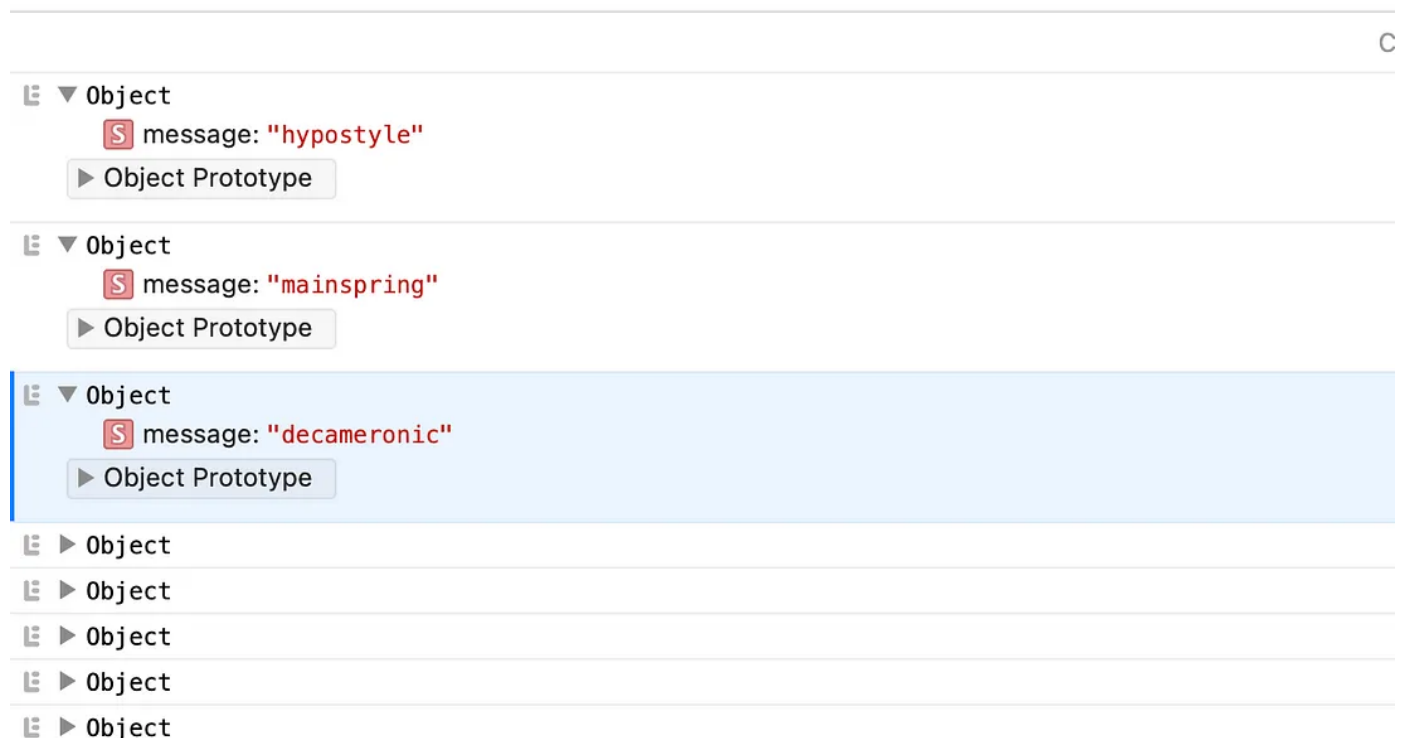 C
Object
S message: "hypostyle"
Object Prototype
Object
S message: "mainspring"
Object Prototype
Object
S message: "decameronic"
Object Prototype
Object
Object
Object
Object
Object